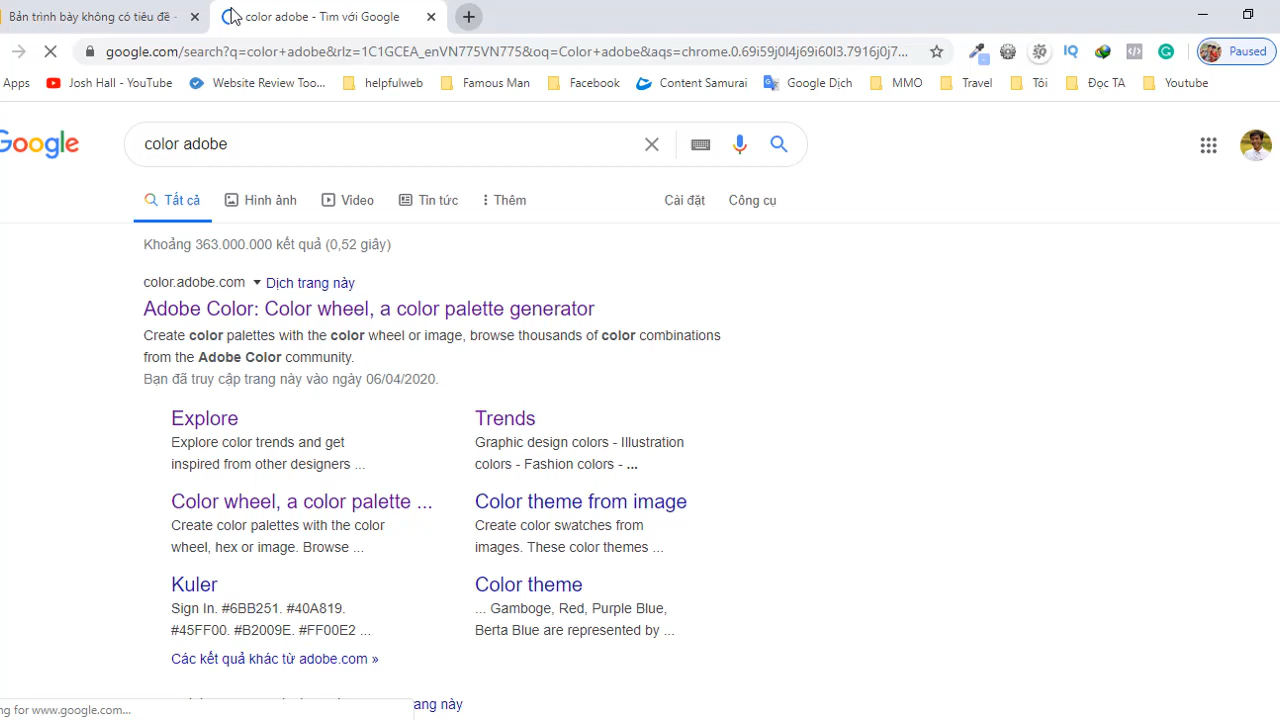 Bản trình bày không có tiêu đề -
color adobe - Tìm với Google
google.com/search?q=color+adobe&rlz=1C1GCEA_enVN775VN775&oq=Color+adobe&aqs=chrome.0.69i59j0l4j69i60l3.7916j0j7...
Paused
Apps
Josh Hall - YouTube
Website Review Too...
helpfulweb
Famous Man
Facebook
Content Samurai
Google Dịch
MMO
Travel
Tôi
Đọc TA
Youtube
Google
color adobe
Tất cả
Hình ảnh
Video
Tin tức
Thêm
Cài đặt
Công cụ
Khoảng 363.000.000 kết quả (0,52 giây)
color.adobe.com Dịch trang này
Adobe Color: Color wheel, a color palette generator
Create color palettes with the color wheel or image, browse thousands of color combinations
from the Adobe Color community.
Bạn đã truy cập trang này vào ngày 06/04/2020.
Explore
Explore color trends and get
inspired from other designers ...
Trends
Graphic design colors - Illustration
colors - Fashion colors - ...
Color wheel, a color palette ...
Create color palettes with the color
wheel, hex or image. Browse ...
Color theme from image
Create color swatches from
images. These color themes ...
Kuler
Sign In. #6BB251. #40A819.
#45FF00. #B2009E. #FF00E2 ...
Color theme
... Gamboge, Red, Purple Blue,
Berta Blue are represented by ...
Các kết quả khác từ adobe.com »
ang này
ng for www.google.com...